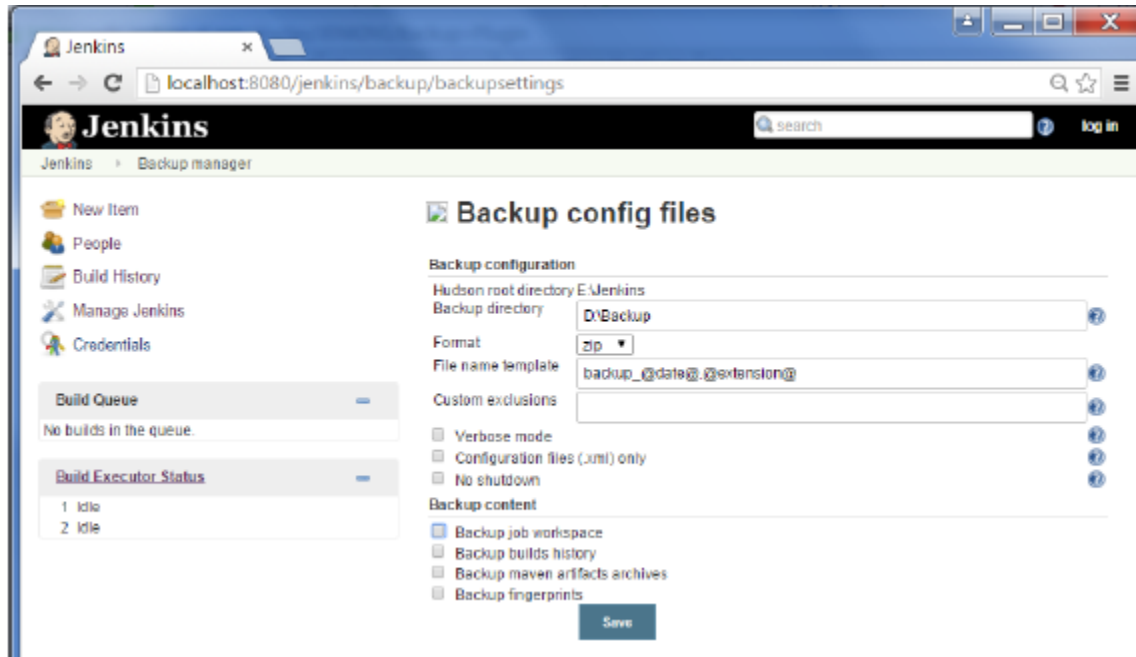 Jenkins
localhost:8080/jenkins/backup/backupsettings
Jenkins
search
log in
Jenkins
Backup manager
New Item
People
Build History
Manage Jenkins
Credentials
Build Queue
No builds in the queue.
Build Executor Status
1 Idle
2 Idle
Backup config files
Backup configuration
Hudson root directory E:\Jenkins
Backup directory D:\Backup
Format zip
File name template backup_@date@.@extension@
Custom exclusions
Verbose mode
Configuration files (.xml) only
No shutdown
Backup content
Backup job workspace
Backup builds history
Backup maven artifacts archives
Backup fingerprints
Save